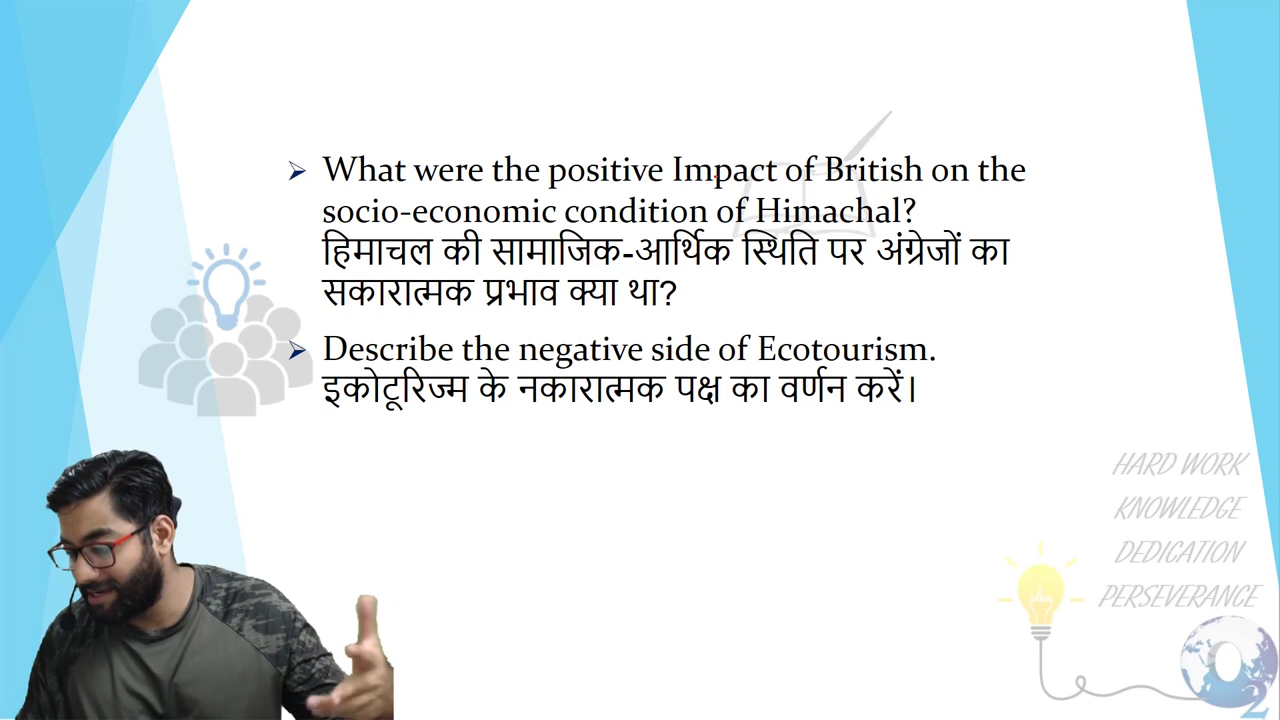 What were the positive Impact of British on the
socio-economic condition of Himachal?
हिमाचल की सामाजिक-आर्थिक स्थिति पर अंग्रेजों का
सकारात्मक प्रभाव क्या था?
Describe the negative side of Ecotourism.
इकोटूरिज्म के नकारात्मक पक्ष का वर्णन करें।
HARD WORK
KNOWLEDGE
DEDICATION
PERSEVERANCE
O2